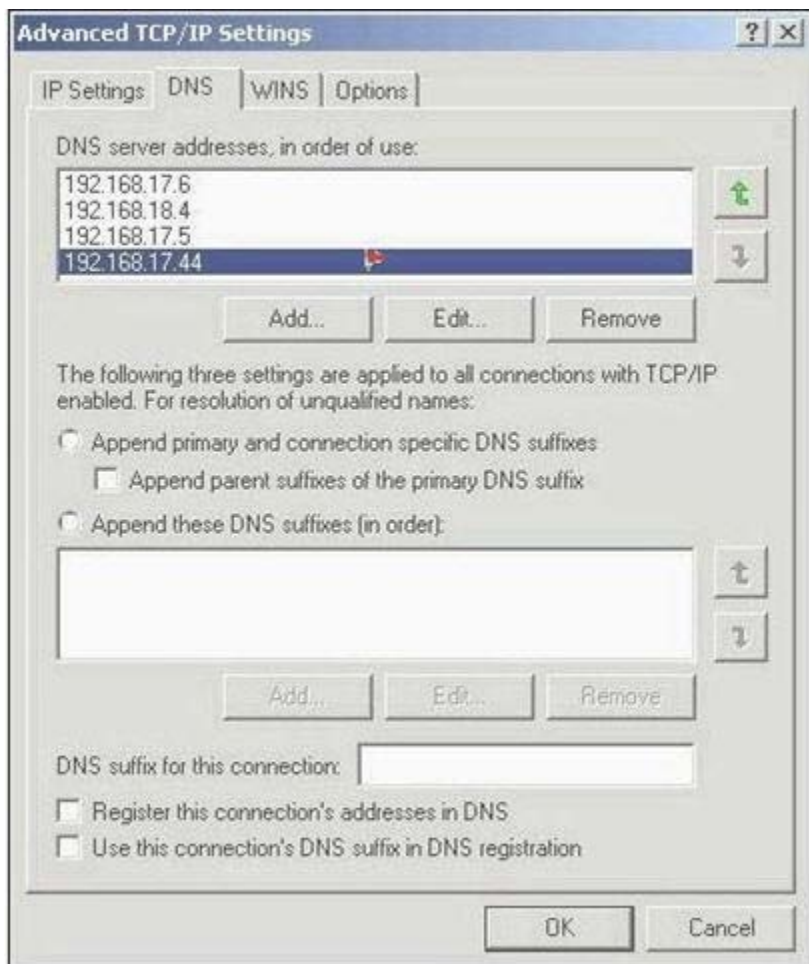 Advanced TCP/IP Settings
IP Settings DNS WINS Options
DNS server addresses, in order of use:
192.168.17.6
192.168.18.4
192.168.17.5
192.168.17.44
Add... Edit... Remove
The following three settings are applied to all connections with TCP/IP
enabled. For resolution of unqualified names:
Append primary and connection specific DNS suffixes
Append parent suffixes of the primary DNS suffix
Append these DNS suffixes (in order):
Add... Edit... Remove
DNS suffix for this connection:
Register this connection's addresses in DNS
Use this connection's DNS suffix in DNS registration
OK Cancel